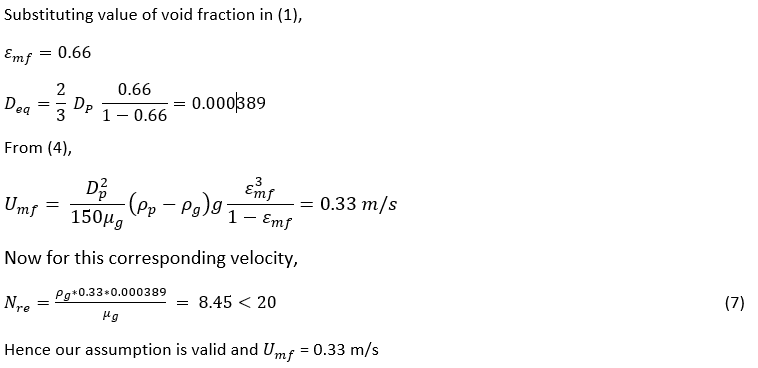 Substituting value of void fraction in (1),
ε_mf = 0.66
D_eq = 2/3 D_P 0.66/(1 − 0.66) = 0.000389
From (4),
U_mf = D_p^2/(150μ_g) (ρ_p − ρ_g)g ε_mf^3/(1 − ε_mf) = 0.33 m/s
Now for this corresponding velocity,
N_re = (ρ_g*0.33*0.000389)/μ_g = 8.45 < 20 (7)
Hence our assumption is valid and U_mf = 0.33 m/s